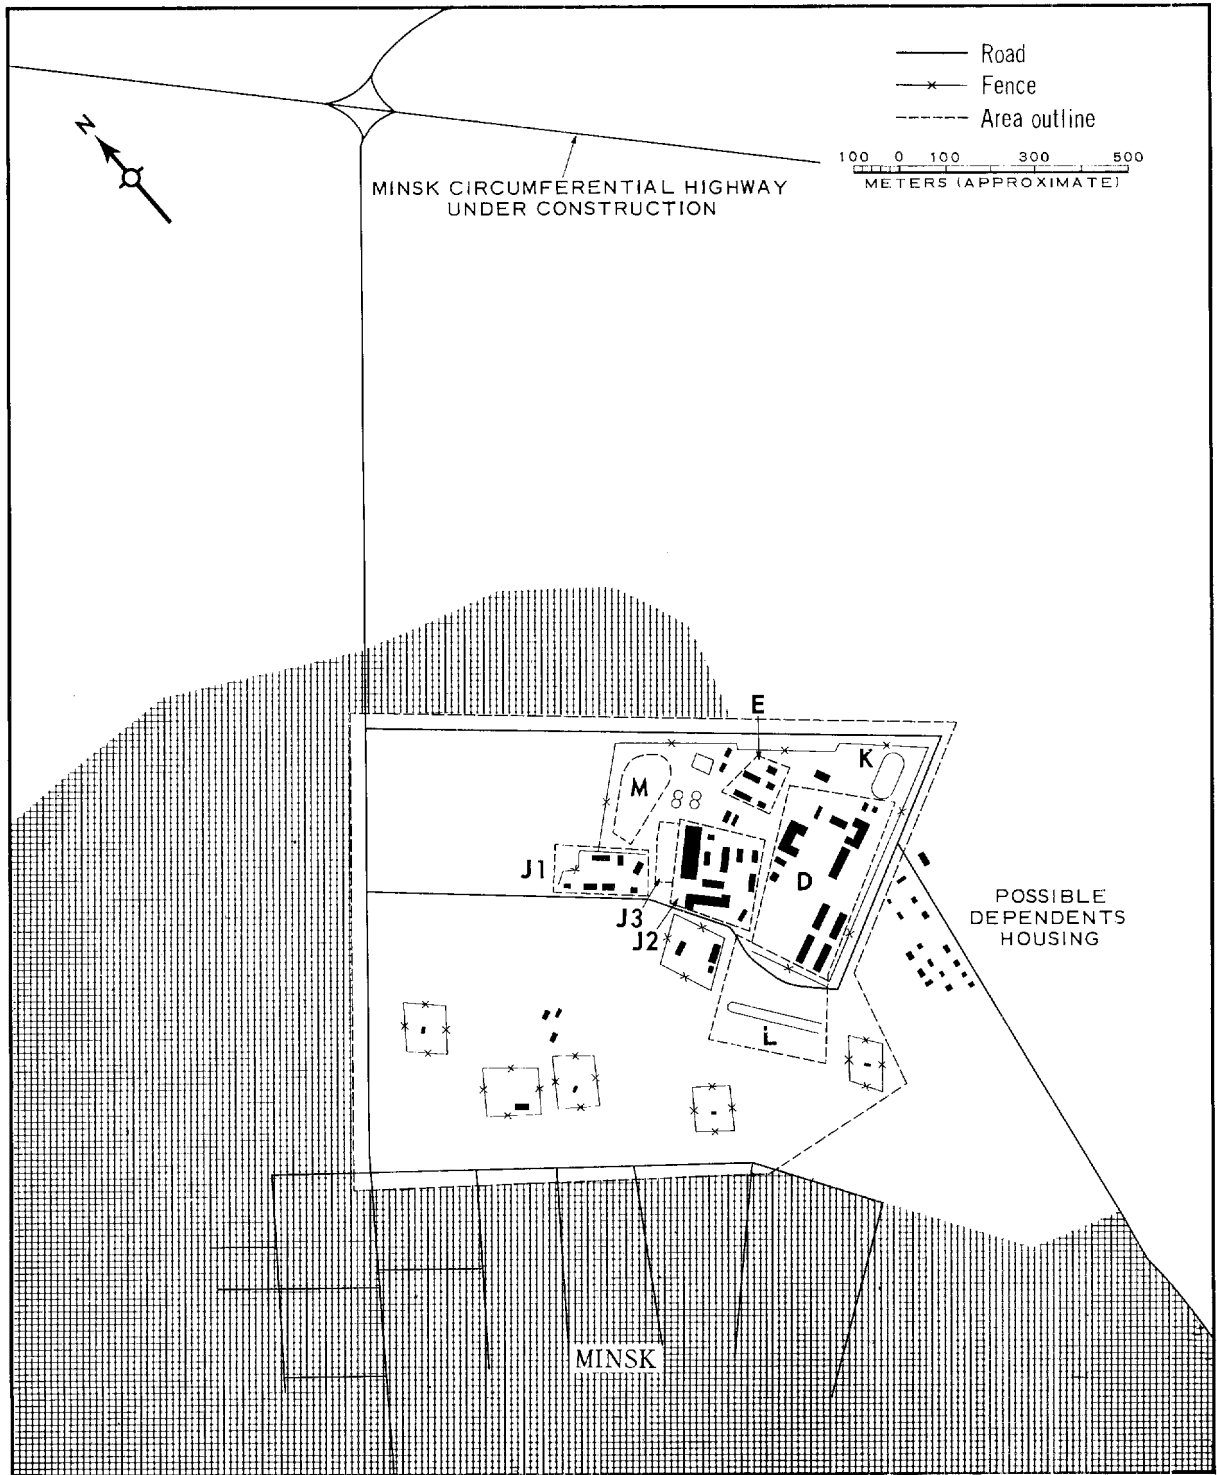 Road
Fence
Area outline
100 0 100 300 500
METERS (APPROXIMATE)
N
MINSK CIRCUMFERENTIAL HIGHWAY
UNDER CONSTRUCTION
E
K
M
J1
D
J3
J2
POSSIBLE
DEPENDENTS
HOUSING
L
MINSK